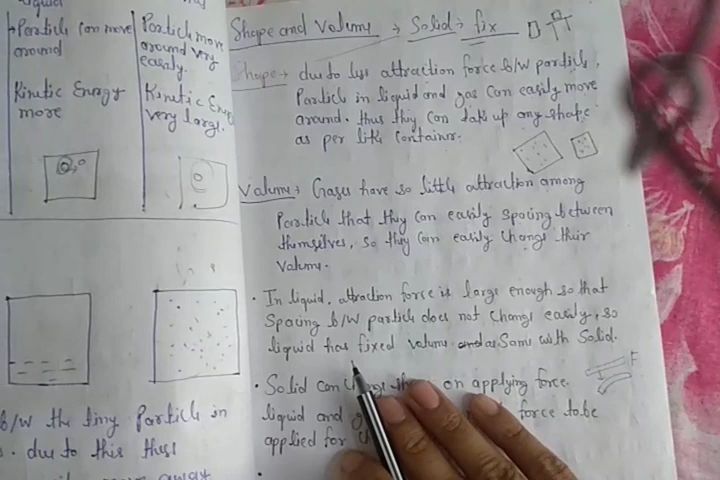 liquid
Particle can move
around
Kinetic Energy
more
Particle move
around very
easily.
Kinetic Ener
very large.
b/w the tiny Particle in
due to this thus
away
Shape and Volume → Solid → fix
Shape → due to less attraction force b/w particle,
Particle in liquid and gas can easily move
around. thus they can take up any shape
as per like container.
Volume → Gases have so little attraction among
Particle that they can easily spacing between
themselves, so they can easily change their
Volume.
• In liquid, attraction force is large enough so that
spacing b/w particle does not change easily, so
liquid has fixed volume as same with Solid.
• Solid can on applying force.
liquid and force to be
applied for
F